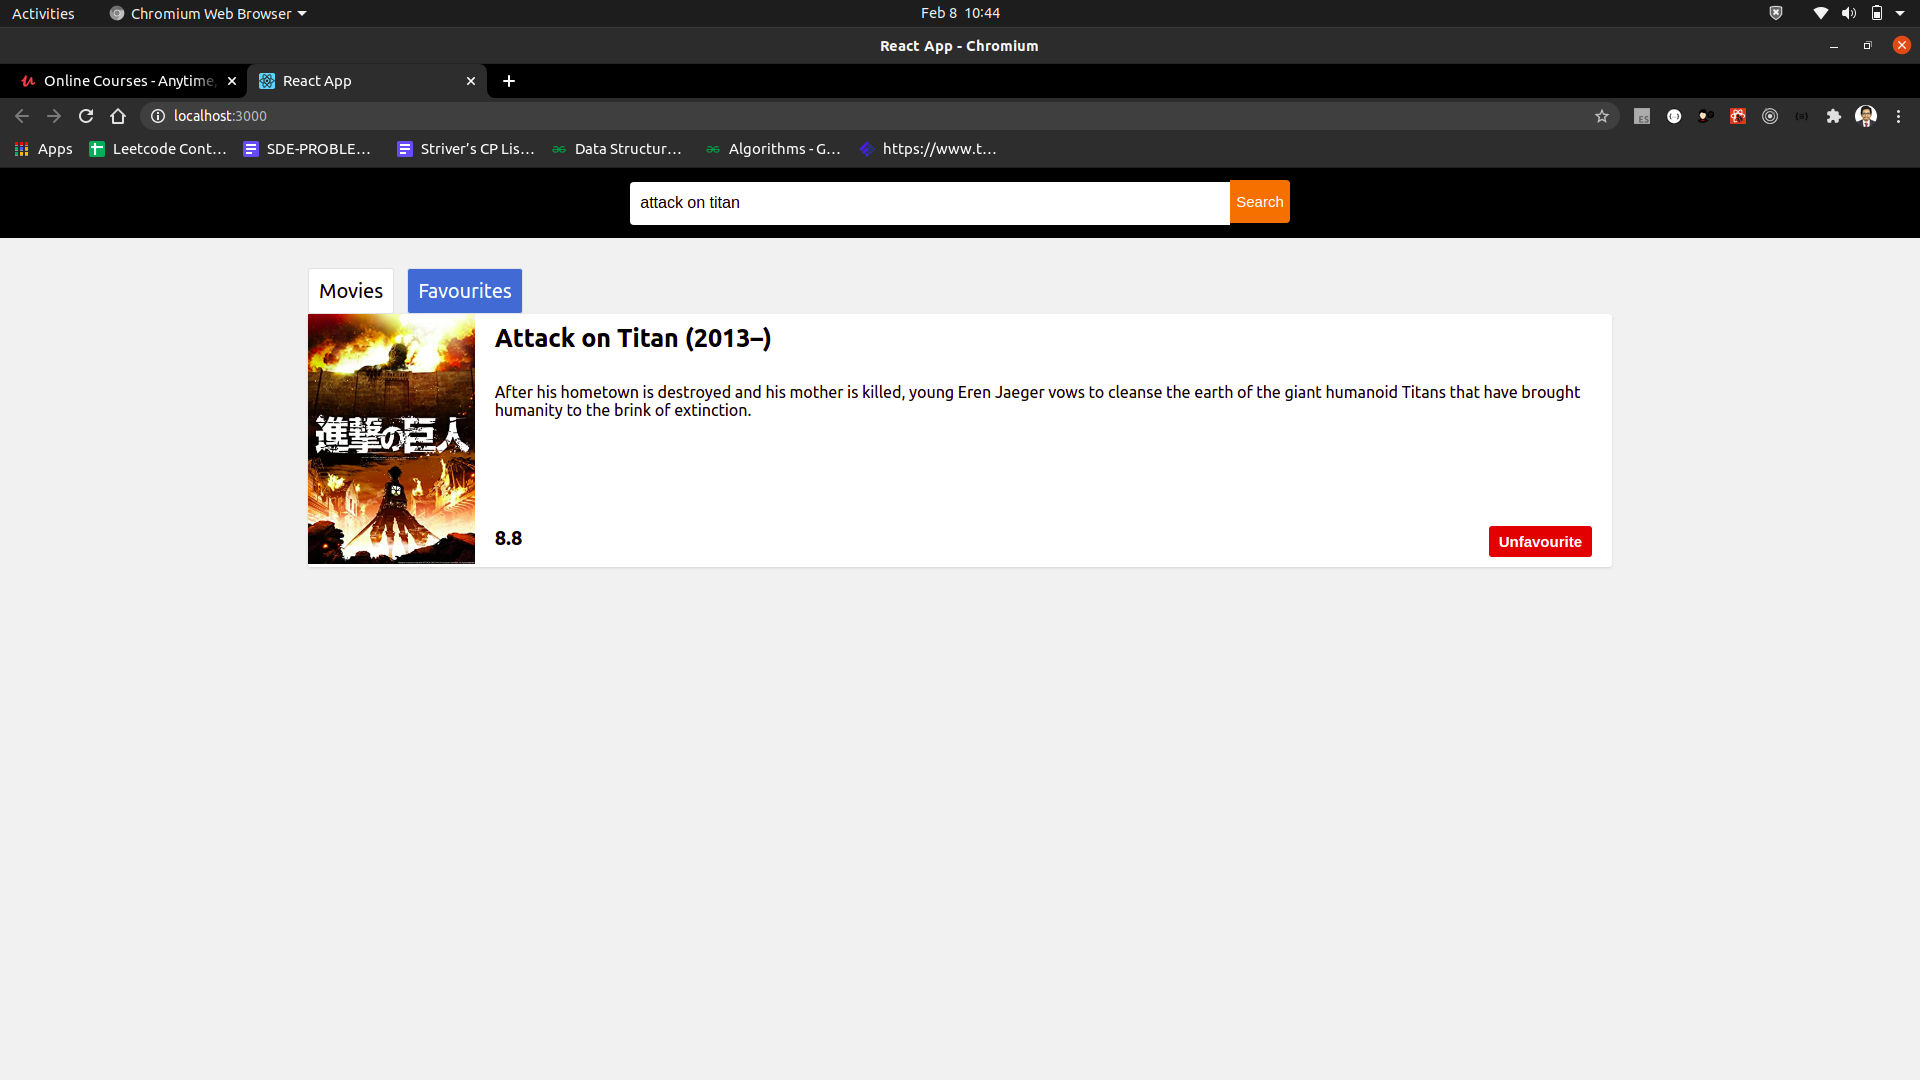 Activities
Chromium Web Browser
Feb 8 10:44
React App - Chromium
Online Courses - Anytime,
React App
localhost:3000
ES
Apps
Leetcode Cont…
SDE-PROBLE…
Striver’s CP Lis…
Data Structur…
Algorithms - G…
https://www.t…
attack on titan
Search
Movies
Favourites
進撃の巨人
Attack on Titan (2013–)
After his hometown is destroyed and his mother is killed, young Eren Jaeger vows to cleanse the earth of the giant humanoid Titans that have brought
humanity to the brink of extinction.
8.8
Unfavourite